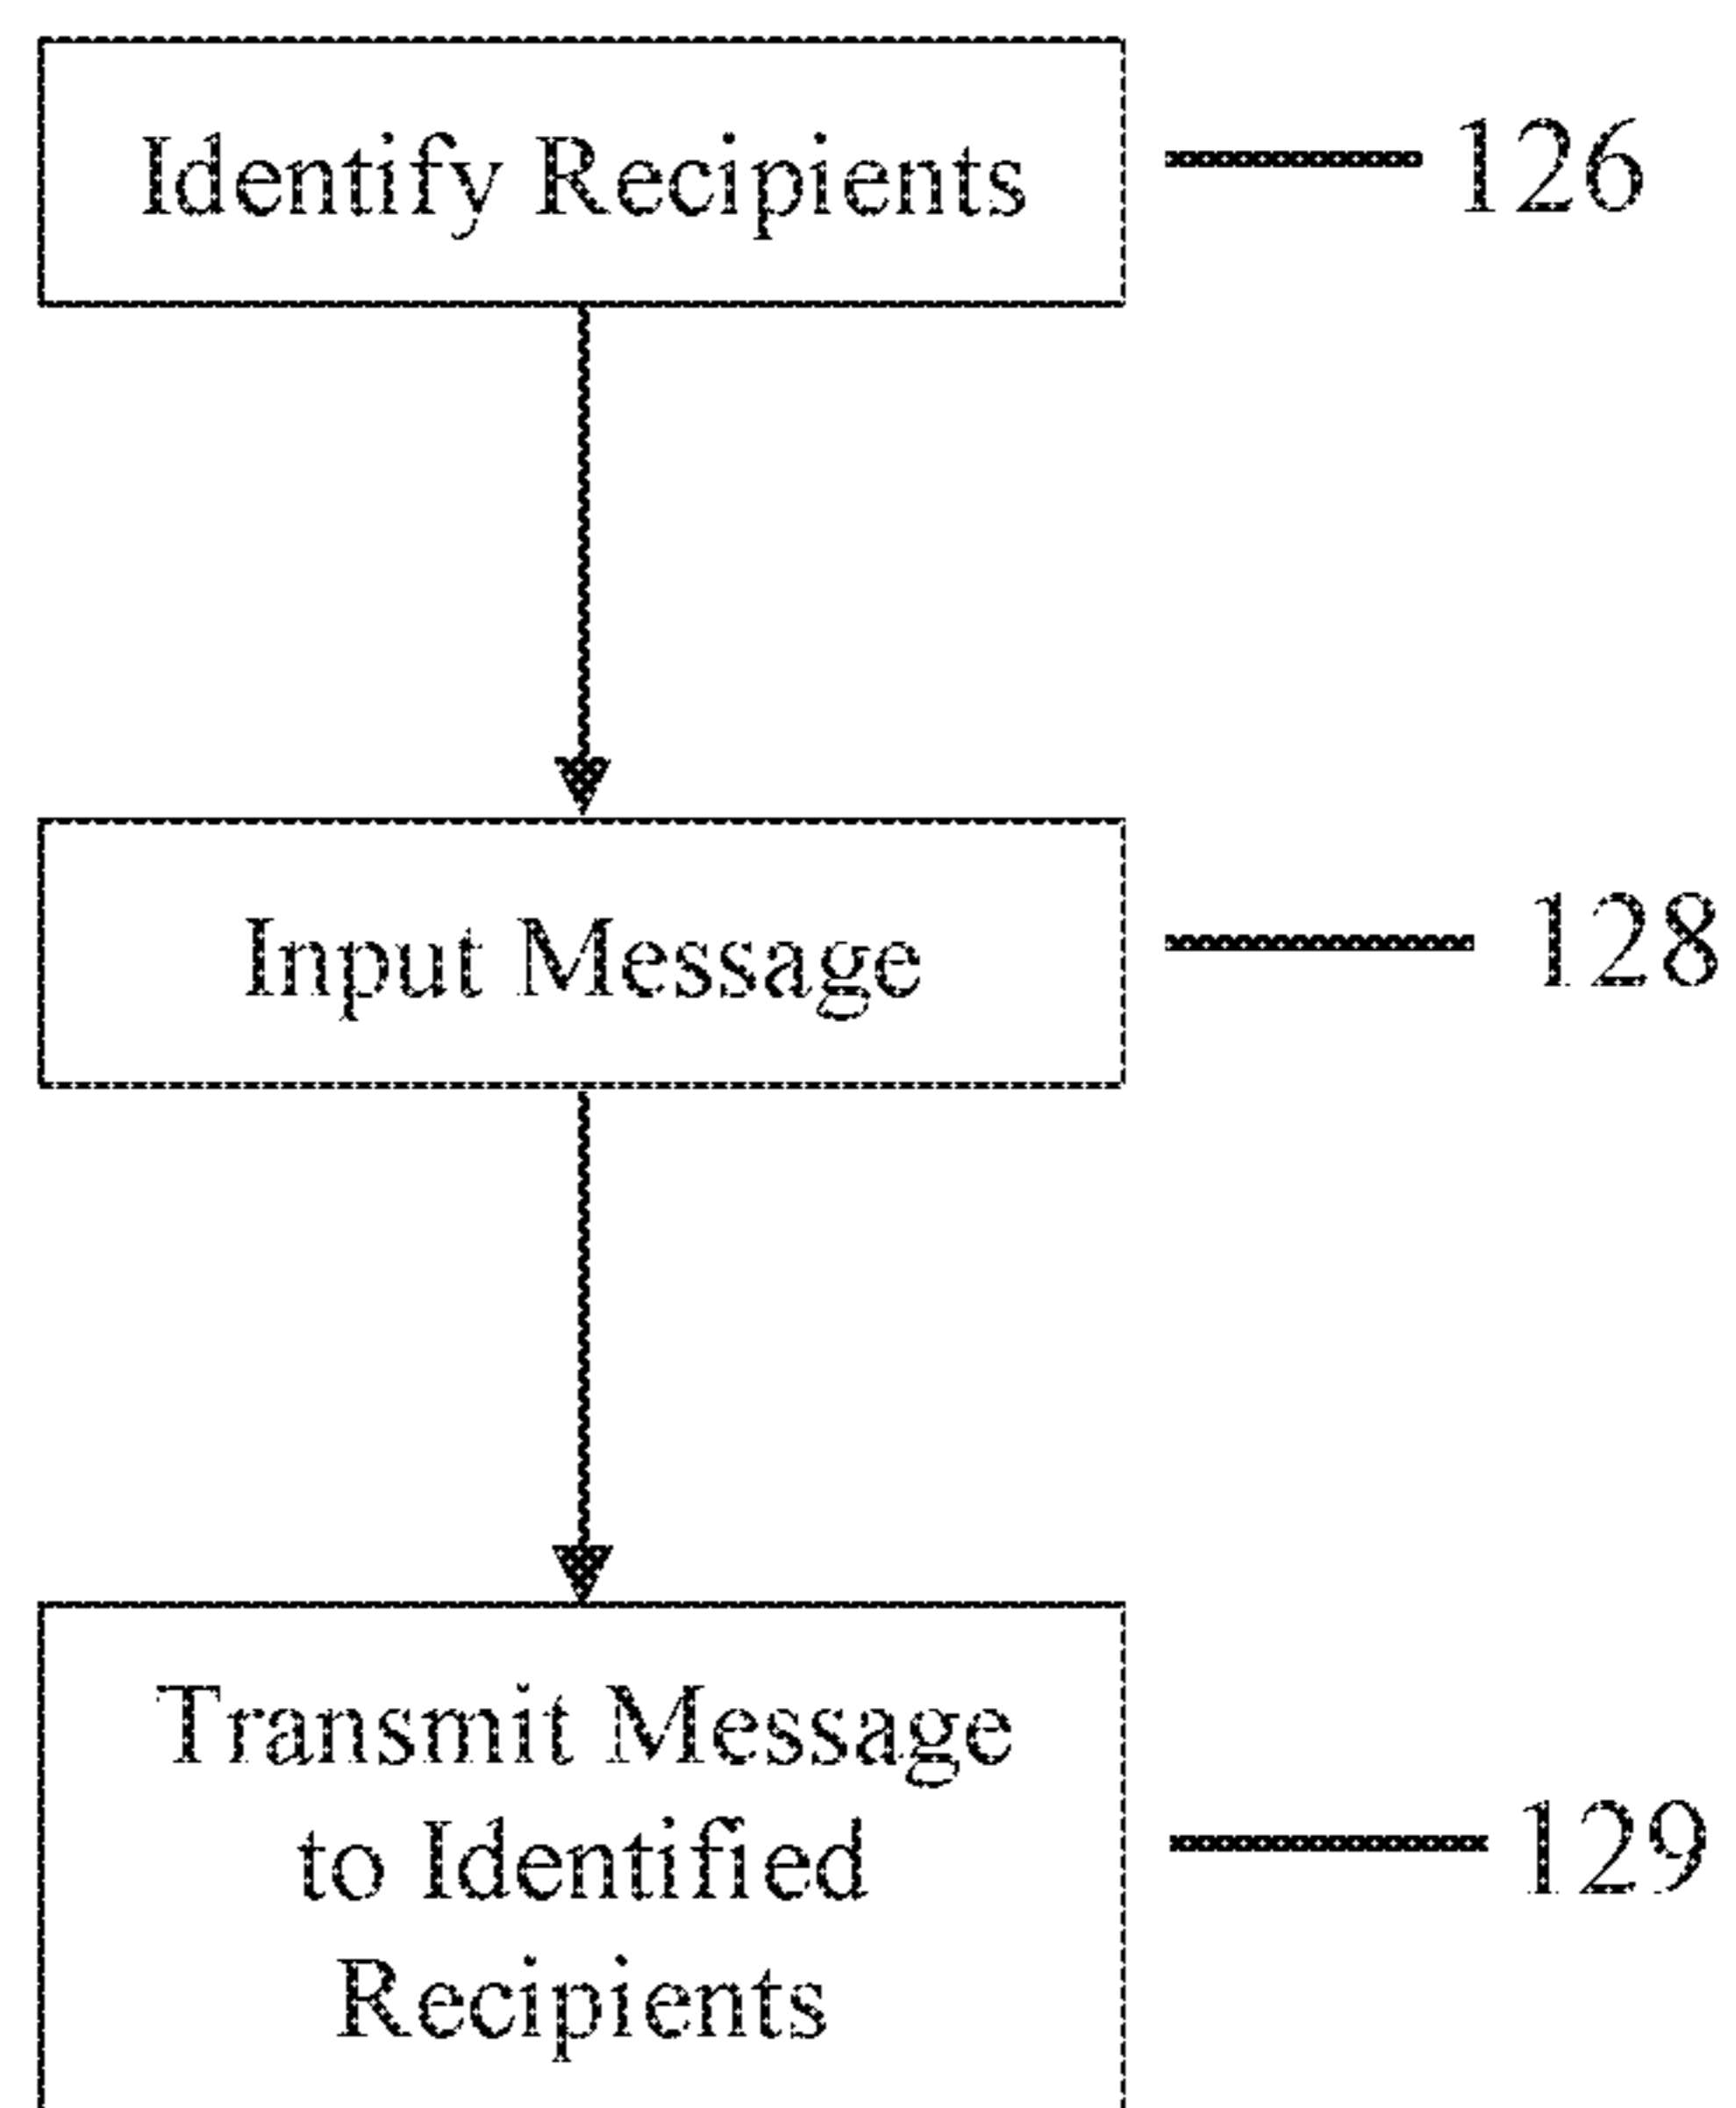 Identify Recipients
126
Input Message
128
Transmit Message
to Identified
Recipients
129